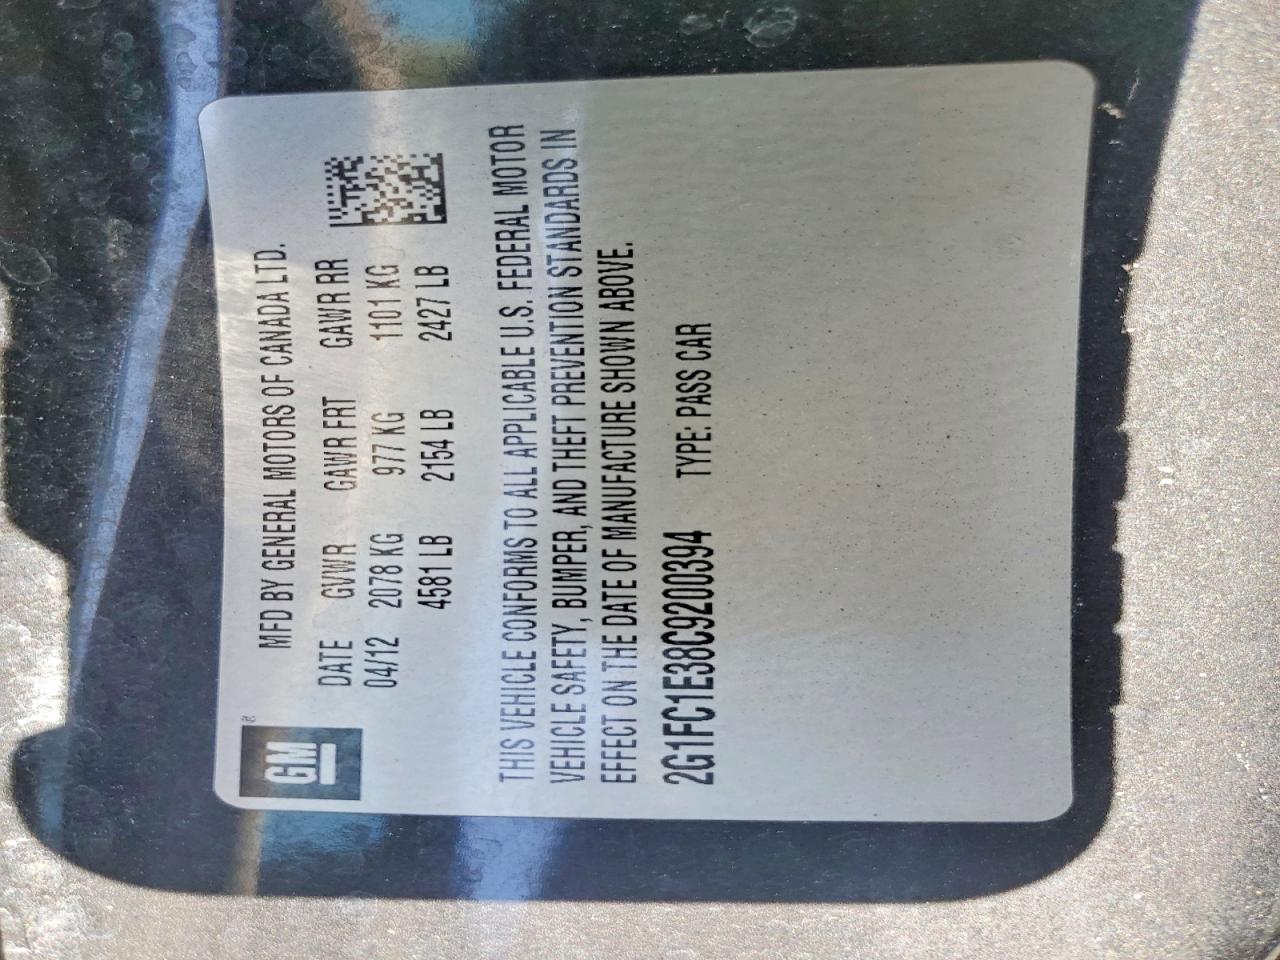 GM
MFD BY GENERAL MOTORS OF CANADA LTD.
DATE GVWR GAWR FRT GAWR RR
04/12 2078 KG 977 KG 1101 KG
4581 LB 2154 LB 2427 LB
THIS VEHICLE CONFORMS TO ALL APPLICABLE U.S. FEDERAL MOTOR
VEHICLE SAFETY, BUMPER, AND THEFT PREVENTION STANDARDS IN
EFFECT ON THE DATE OF MANUFACTURE SHOWN ABOVE.
2G1FC1E38C9200394 TYPE: PASS CAR